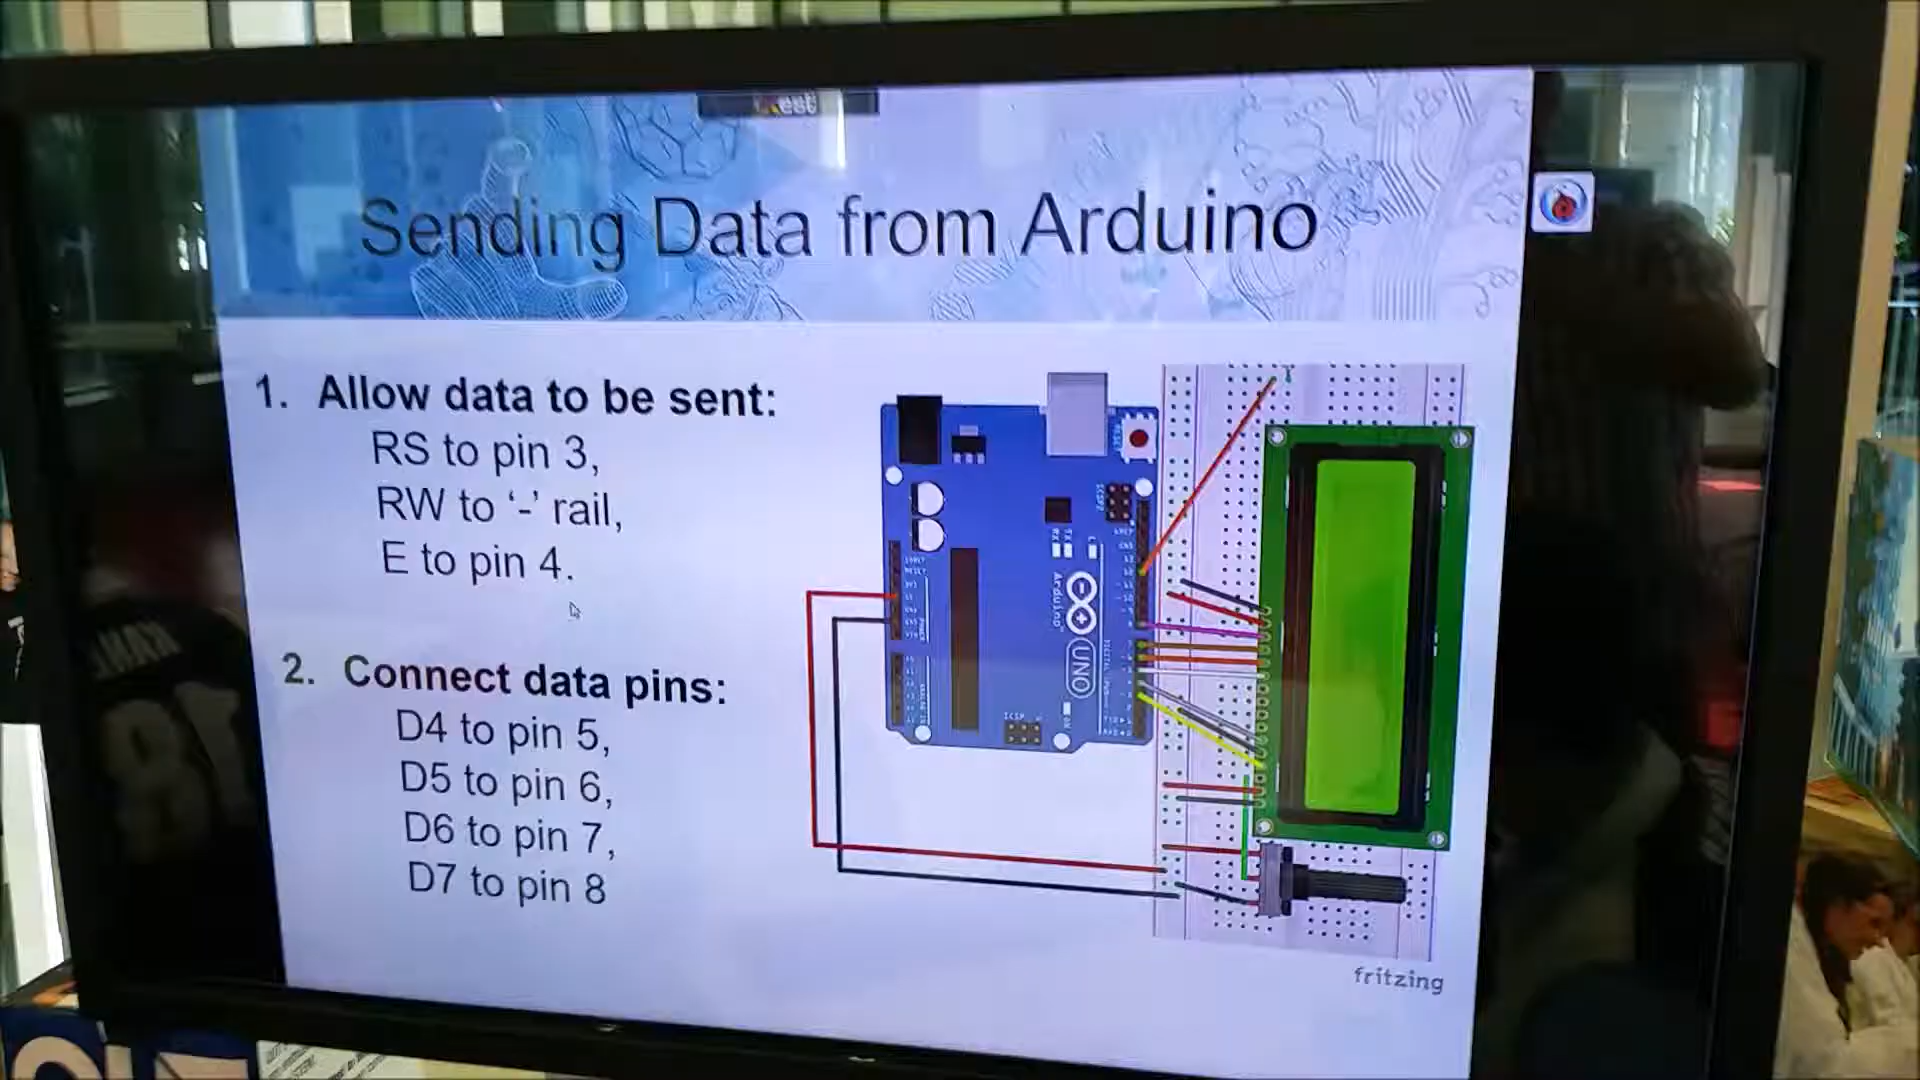 Sending Data from Arduino
1. Allow data to be sent:
RS to pin 3,
RW to ‘-’ rail,
E to pin 4.
2. Connect data pins:
D4 to pin 5,
D5 to pin 6,
D6 to pin 7,
D7 to pin 8
Arduino
UNO
ICSP
fritzing